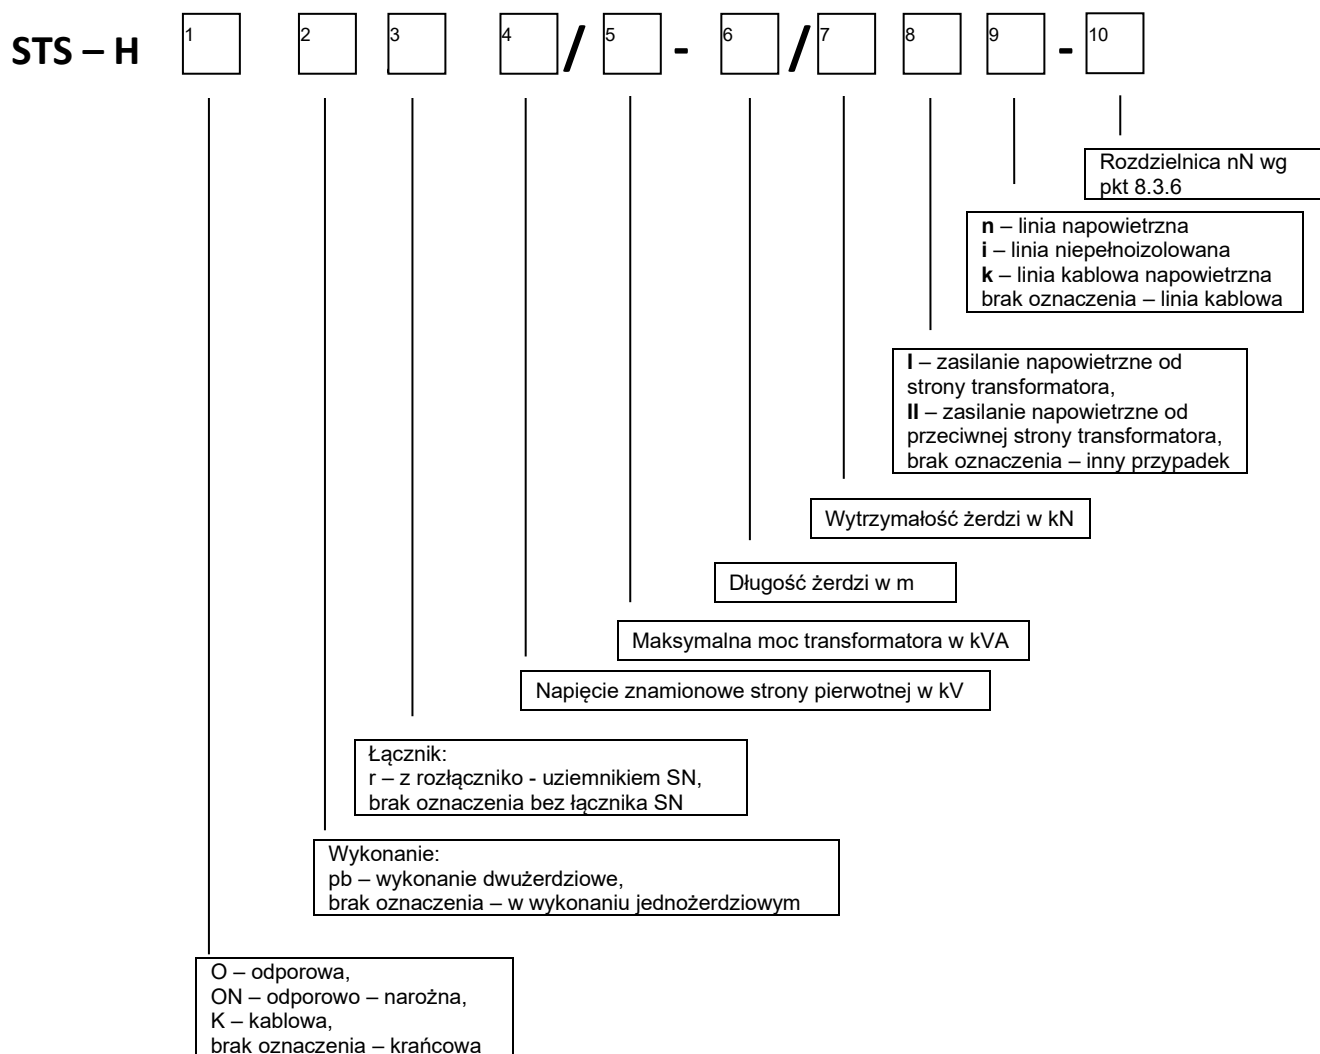 STS – H 1 2 3 4 / 5 - 6 / 7 8 9 - 10
Rozdzielnica nN wg
pkt 8.3.6
n – linia napowietrzna
i – linia niepełnoizolowana
k – linia kablowa napowietrzna
brak oznaczenia – linia kablowa
I – zasilanie napowietrzne od
strony transformatora,
II – zasilanie napowietrzne od
przeciwnej strony transformatora,
brak oznaczenia – inny przypadek
Wytrzymałość żerdzi w kN
Długość żerdzi w m
Maksymalna moc transformatora w kVA
Napięcie znamionowe strony pierwotnej w kV
Łącznik:
r – z rozłączniko - uziemnikiem SN,
brak oznaczenia bez łącznika SN
Wykonanie:
pb – wykonanie dwużerdziowe,
brak oznaczenia – w wykonaniu jednożerdziowym
O – odporowa,
ON – odporowo – narożna,
K – kablowa,
brak oznaczenia – krańcowa